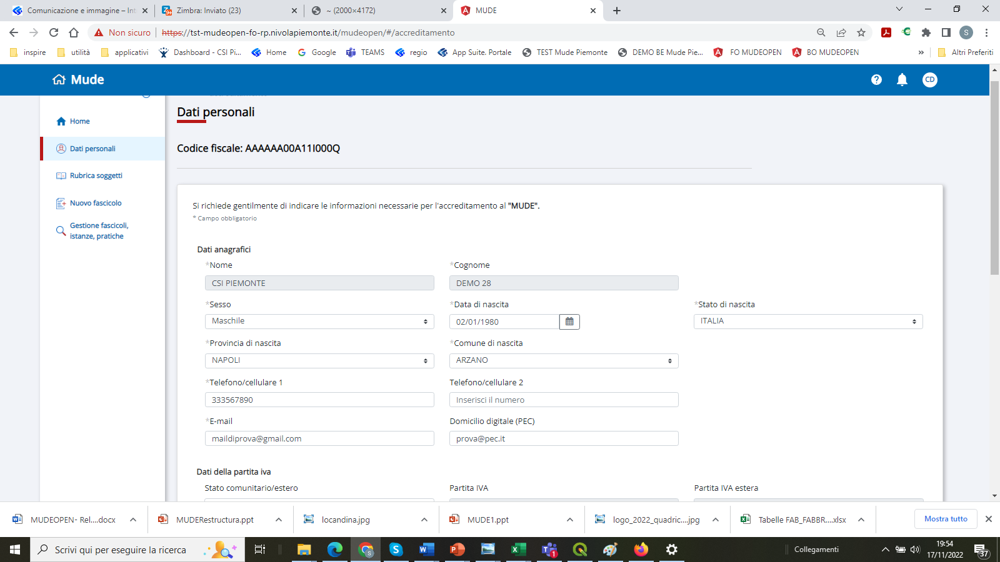 Comunicazione e immagine – Int
Zimbra: Inviato (23)
~ (2000×4172)
MUDE
Non sicuro
https://tst-mudeopen-fo-rp.nivolapiemonte.it/mudeopen/#/accreditamento
S
inspire
utilità
applicativi
Dashboard - CSI Pi...
Home
Google
TEAMS
regio
App Suite. Portale
TEST Mude Piemonte
DEMO BE Mude Pie...
FO MUDEOPEN
BO MUDEOPEN
»
Altri Preferiti
Mude
CD
Home
Dati personali
Rubrica soggetti
Nuovo fascicolo
Gestione fascicoli,
istanze, pratiche
Dati personali
Codice fiscale: AAAAAA00A11I000Q
Si richiede gentilmente di indicare le informazioni necessarie per l'accreditamento al "MUDE".
* Campo obbligatorio
Dati anagrafici
*Nome
*Cognome
CSI PIEMONTE
DEMO 28
*Sesso
*Data di nascita
*Stato di nascita
Maschile
02/01/1980
ITALIA
*Provincia di nascita
*Comune di nascita
NAPOLI
ARZANO
*Telefono/cellulare 1
Telefono/cellulare 2
333567890
Inserisci il numero
*E-mail
Domicilio digitale (PEC)
maildiprova@gmail.com
prova@pec.it
Dati della partita iva
Stato comunitario/estero
Partita IVA
Partita IVA estera
MUDEOPEN- Rel....docx
MUDERestructura.ppt
locandina.jpg
MUDE1.ppt
logo_2022_quadric....jpg
Tabelle FAB_FABBR....xlsx
Mostra tutto
Scrivi qui per eseguire la ricerca
Collegamenti
19:54
17/11/2022
37